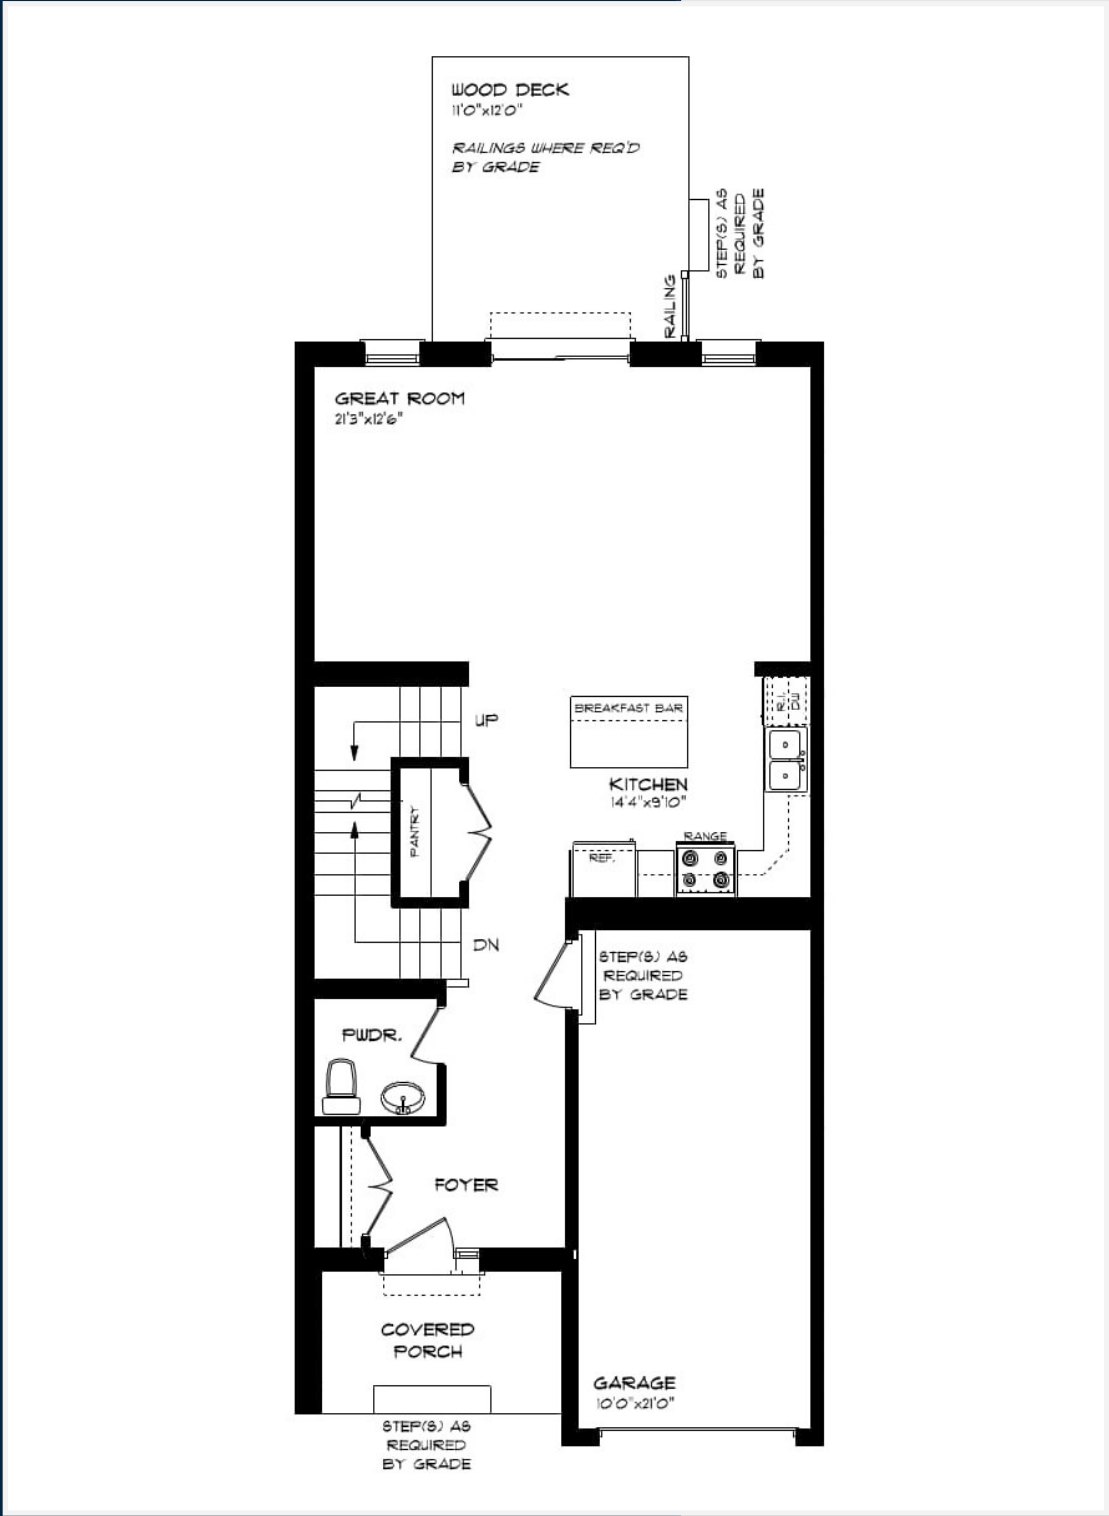 WOOD DECK
11'0"x12'0"
RAILINGS WHERE REQ'D
BY GRADE
STEP(S) AS
REQUIRED
BY GRADE
RAILING
GREAT ROOM
21'3"x12'6"
UP
BREAKFAST BAR
R.I.
DW
KITCHEN
14'4"x9'10"
PANTRY
RANGE
REF.
DN
STEP(S) AS
REQUIRED
BY GRADE
PWDR.
FOYER
COVERED
PORCH
GARAGE
10'0"x21'0"
STEP(S) AS
REQUIRED
BY GRADE